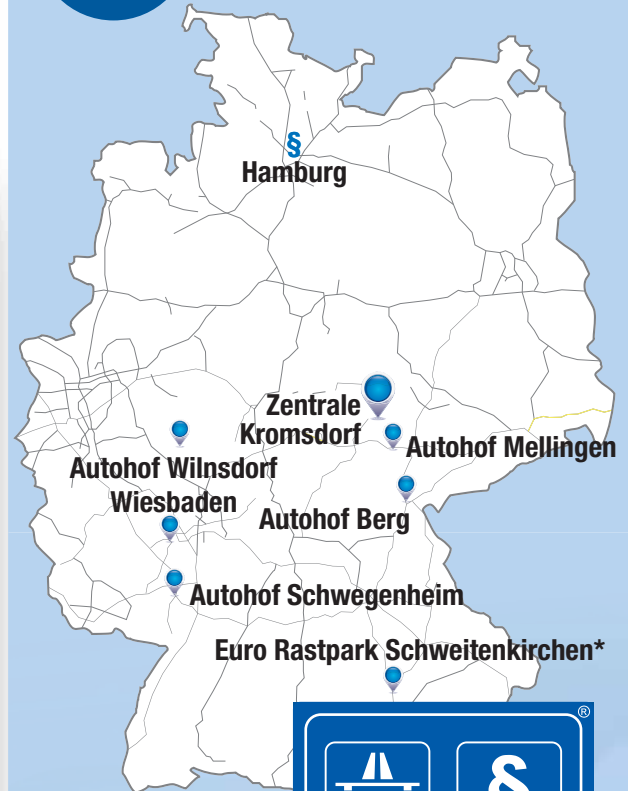 §
Hamburg
Zentrale
Kromsdorf
Autohof Mellingen
Autohof Wilnsdorf
Wiesbaden
Autohof Berg
Autohof Schwegenheim
Euro Rastpark Schweitenkirchen*
®
§